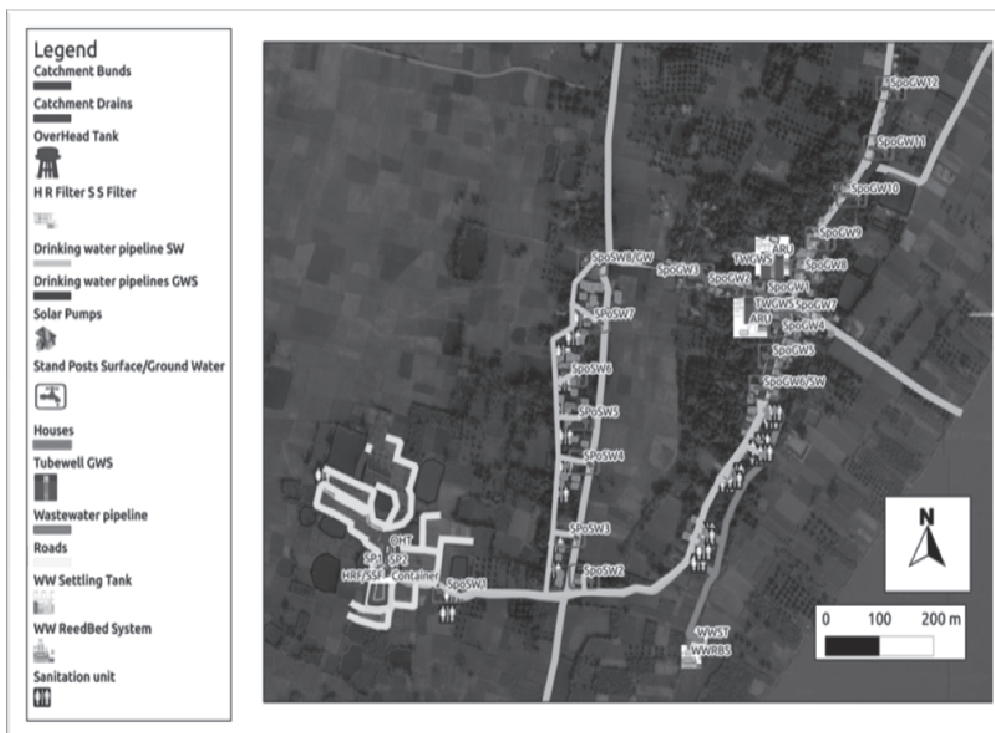 Legend
Catchment Bunds
Catchment Drains
OverHead Tank
H R Filter S S Filter
Drinking water pipeline SW
Drinking water pipelines GWS
Solar Pumps
Stand Posts Surface/Ground Water
Houses
Tubewell GWS
Wastewater pipeline
Roads
WW Settling Tank
WW ReedBed System
Sanitation unit
SpoGW12
SpoGW11
SpoGW10
SpoGW9
ARU
TWGWS
SpoGW8
SpoSW8/GW
SpoGW3
SpoGW2
SpoGW1
TWGWS
SpoGW7
SPoSW7
ARU
SpoGW4
SpoGW5
SpoSW6
SpoGW6/SW
SPoSW5
SPoSW4
SPoSW3
OHT
SP1
SP2
HRF/SSF
Container
SpoSW1
SpoSW2
WWST
WWRBS
N
0 100 200 m